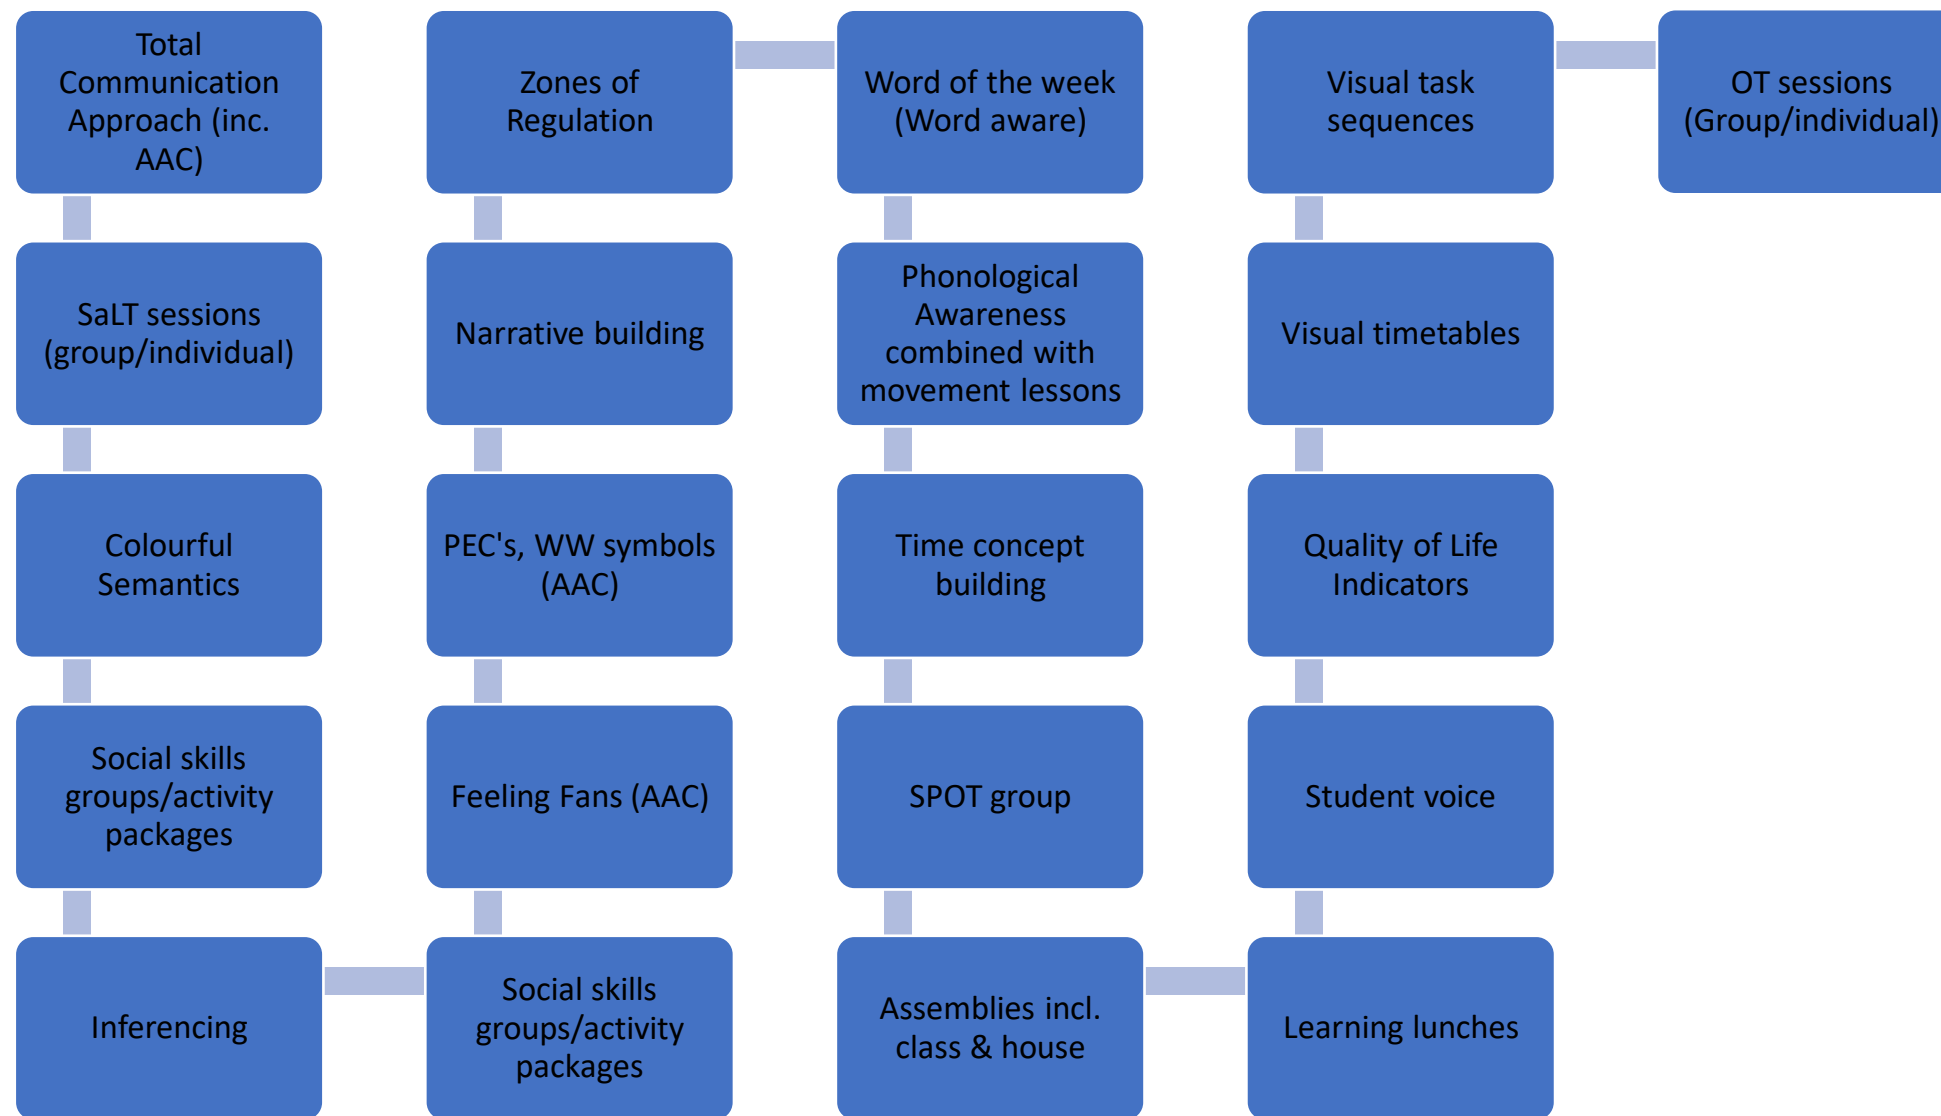 Total
Communication
Approach (inc.
AAC)
SaLT sessions
(group/individual)
Colourful
Semantics
Social skills
groups/activity
packages
Inferencing
Social skills
groups/activity
packages
Feeling Fans (AAC)
PEC's, WW symbols
(AAC)
Narrative building
Zones of
Regulation
Word of the week
(Word aware)
Phonological
Awareness
combined with
movement lessons
Time concept
building
SPOT group
Assemblies incl.
class & house
Learning lunches
Student voice
Quality of Life
Indicators
Visual timetables
Visual task
sequences
OT sessions
(Group/individual)